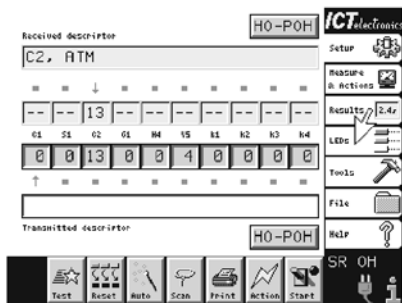 HO-POH
ICTelectronics
Received descriptor
C2, ATM
Setup
Measure
& Actions
-- -- 13 -- -- -- -- -- -- --
Results 2.4r
G1 S1 C2 G1 H4 V5 k1 k2 k3 k4
LEDs
0 0 13 0 0 4 0 0 0 0
Tools
File
Transmitted descriptor
HO-POH
Help
SR OH
Test Reset Auto Scan Print Action Start